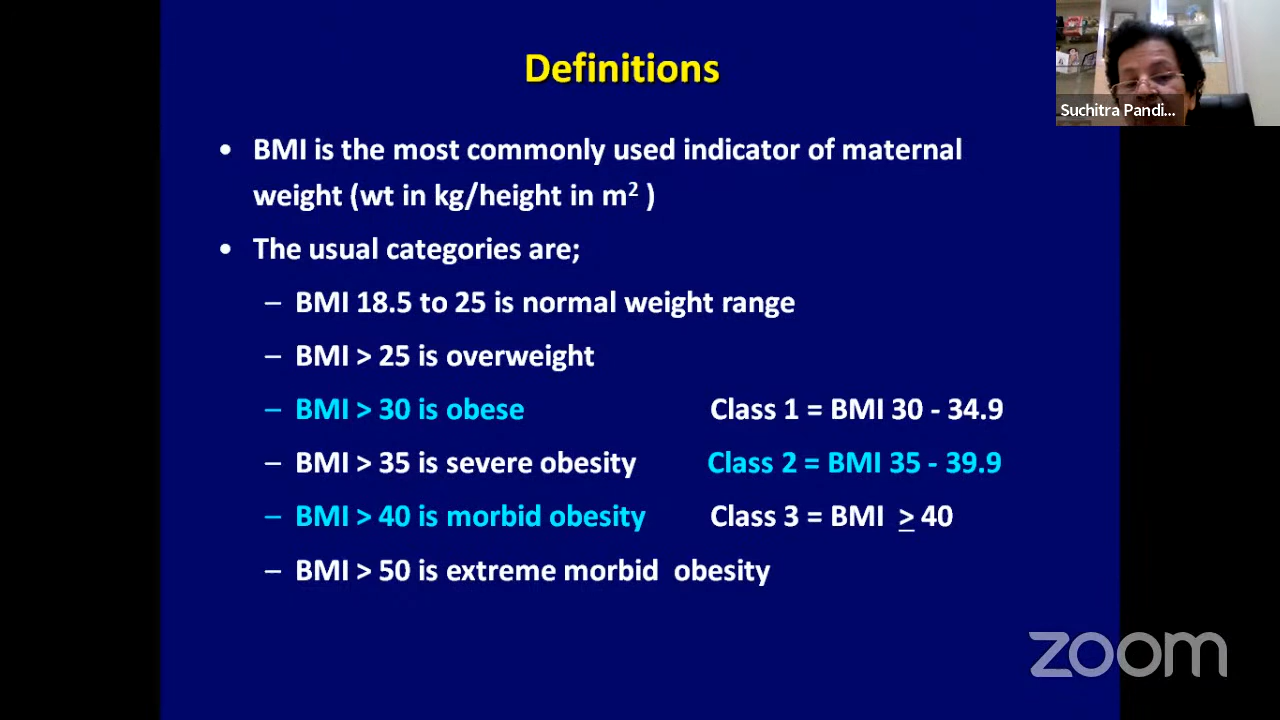 Definitions
Suchitra Pandi...
• BMI is the most commonly used indicator of maternal
weight (wt in kg/height in m² )
• The usual categories are;
– BMI 18.5 to 25 is normal weight range
– BMI > 25 is overweight
– BMI > 30 is obese Class 1 = BMI 30 - 34.9
– BMI > 35 is severe obesity Class 2 = BMI 35 - 39.9
– BMI > 40 is morbid obesity Class 3 = BMI ≥ 40
– BMI > 50 is extreme morbid obesity
zoom